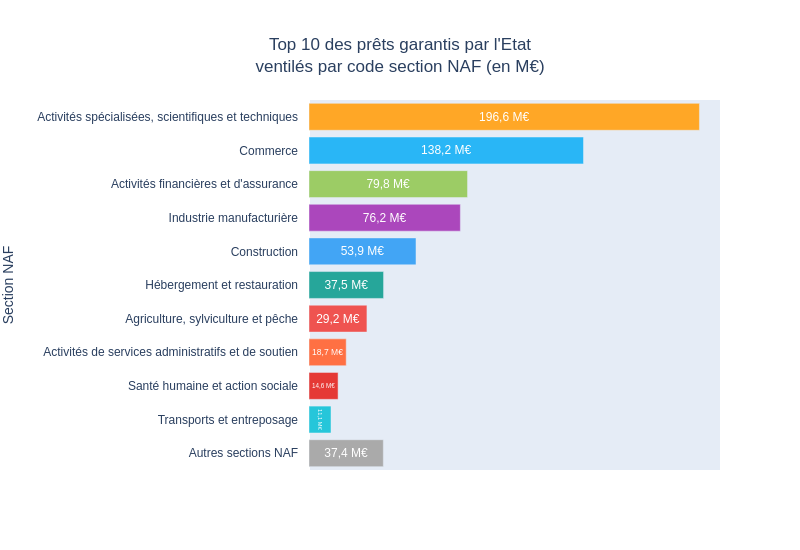 Top 10 des prêts garantis par l'Etat
ventilés par code section NAF (en M€)
Section NAF
Activités spécialisées, scientifiques et techniques 196,6 M€
Commerce 138,2 M€
Activités financières et d'assurance 79,8 M€
Industrie manufacturière 76,2 M€
Construction 53,9 M€
Hébergement et restauration 37,5 M€
Agriculture, sylviculture et pêche 29,2 M€
Activités de services administratifs et de soutien 18,7 M€
Santé humaine et action sociale 14,6 M€
Transports et entreposage 11,1 M€
Autres sections NAF 37,4 M€